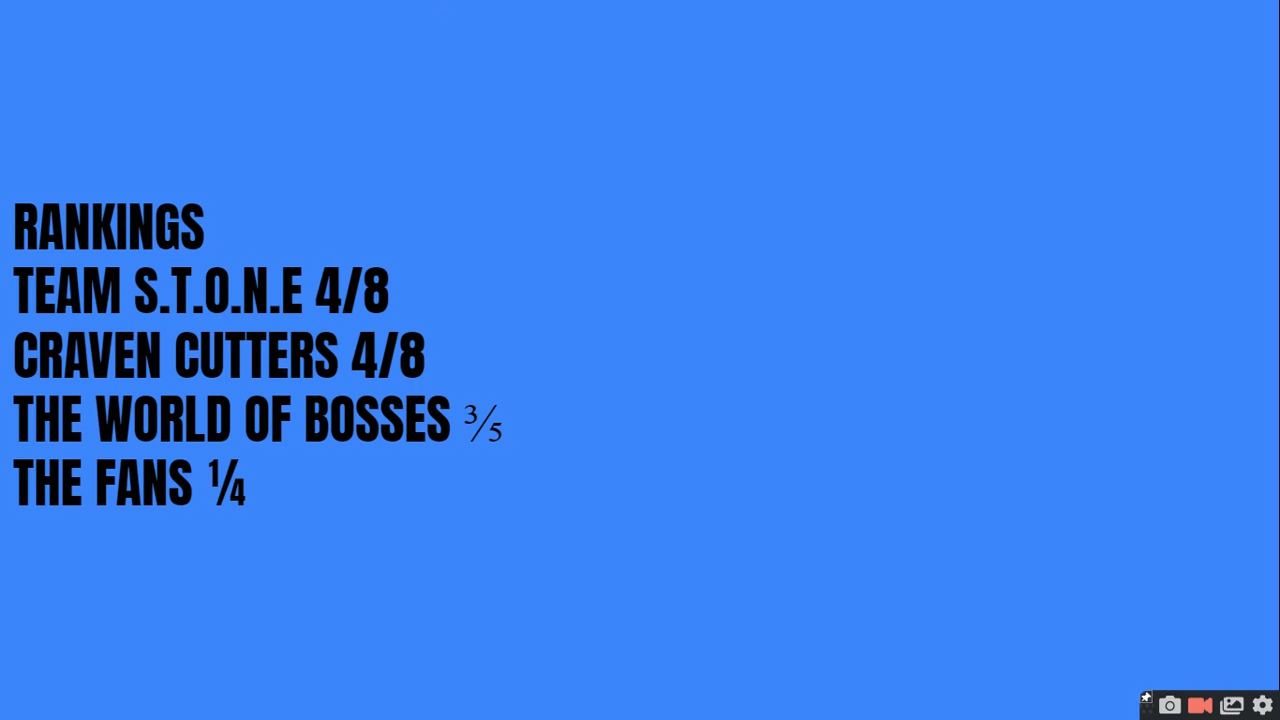 RANKINGS
TEAM S.T.O.N.E 4/8
CRAVEN CUTTERS 4/8
THE WORLD OF BOSSES ⅗
THE FANS ¼